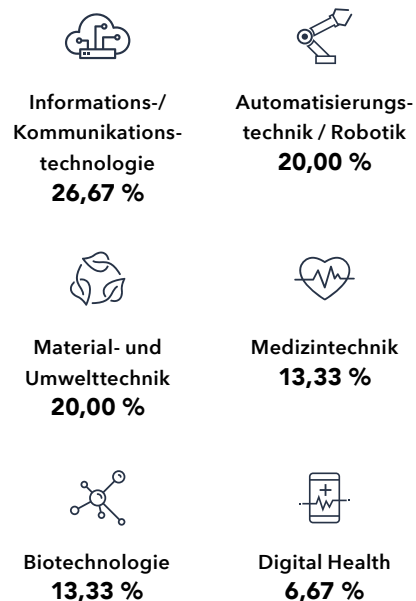 Informations-/
Kommunikations-
technologie
26,67 %
Automatisierungs-
technik / Robotik
20,00 %
Material- und
Umwelttechnik
20,00 %
Medizintechnik
13,33 %
Biotechnologie
13,33 %
Digital Health
6,67 %